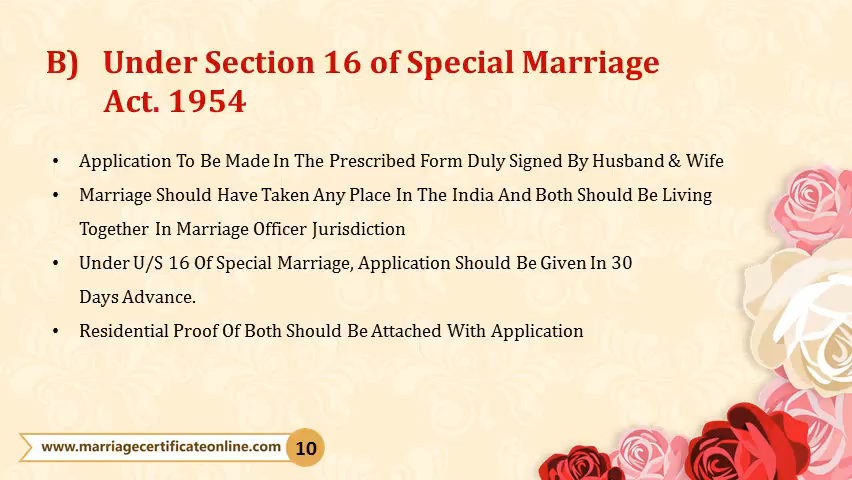 B) Under Section 16 of Special Marriage
Act. 1954
• Application To Be Made In The Prescribed Form Duly Signed By Husband & Wife
• Marriage Should Have Taken Any Place In The India And Both Should Be Living
Together In Marriage Officer Jurisdiction
• Under U/S 16 Of Special Marriage, Application Should Be Given In 30
Days Advance.
• Residential Proof Of Both Should Be Attached With Application
www.marriagecertificateonline.com 10